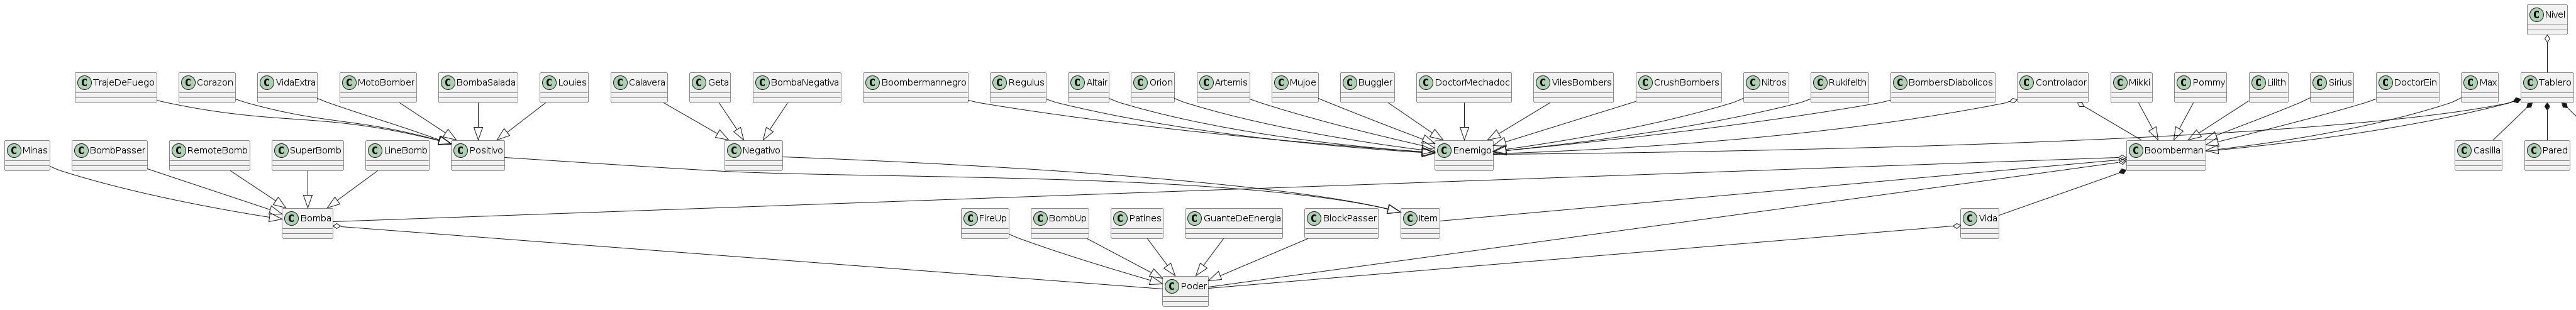 C Nivel
C TrajeDeFuego
C Corazon
C VidaExtra
C MotoBomber
C BombaSalada
C Louies
C Calavera
C Geta
C BombaNegativa
C Boombermannegro
C Regulus
C Altair
C Orion
C Artemis
C Mujoe
C Buggler
C DoctorMechadoc
C VilesBombers
C CrushBombers
C Nitros
C Rukifelth
C BombersDiabolicos
C Controlador
C Mikki
C Pommy
C Lilith
C Sirius
C DoctorEin
C Max
C Tablero
C Minas
C BombPasser
C RemoteBomb
C SuperBomb
C LineBomb
C Positivo
C Negativo
C Enemigo
C Boomberman
C Casilla
C Pared
C Bomba
C FireUp
C BombUp
C Patines
C GuanteDeEnergia
C BlockPasser
C Item
C Vida
C Poder